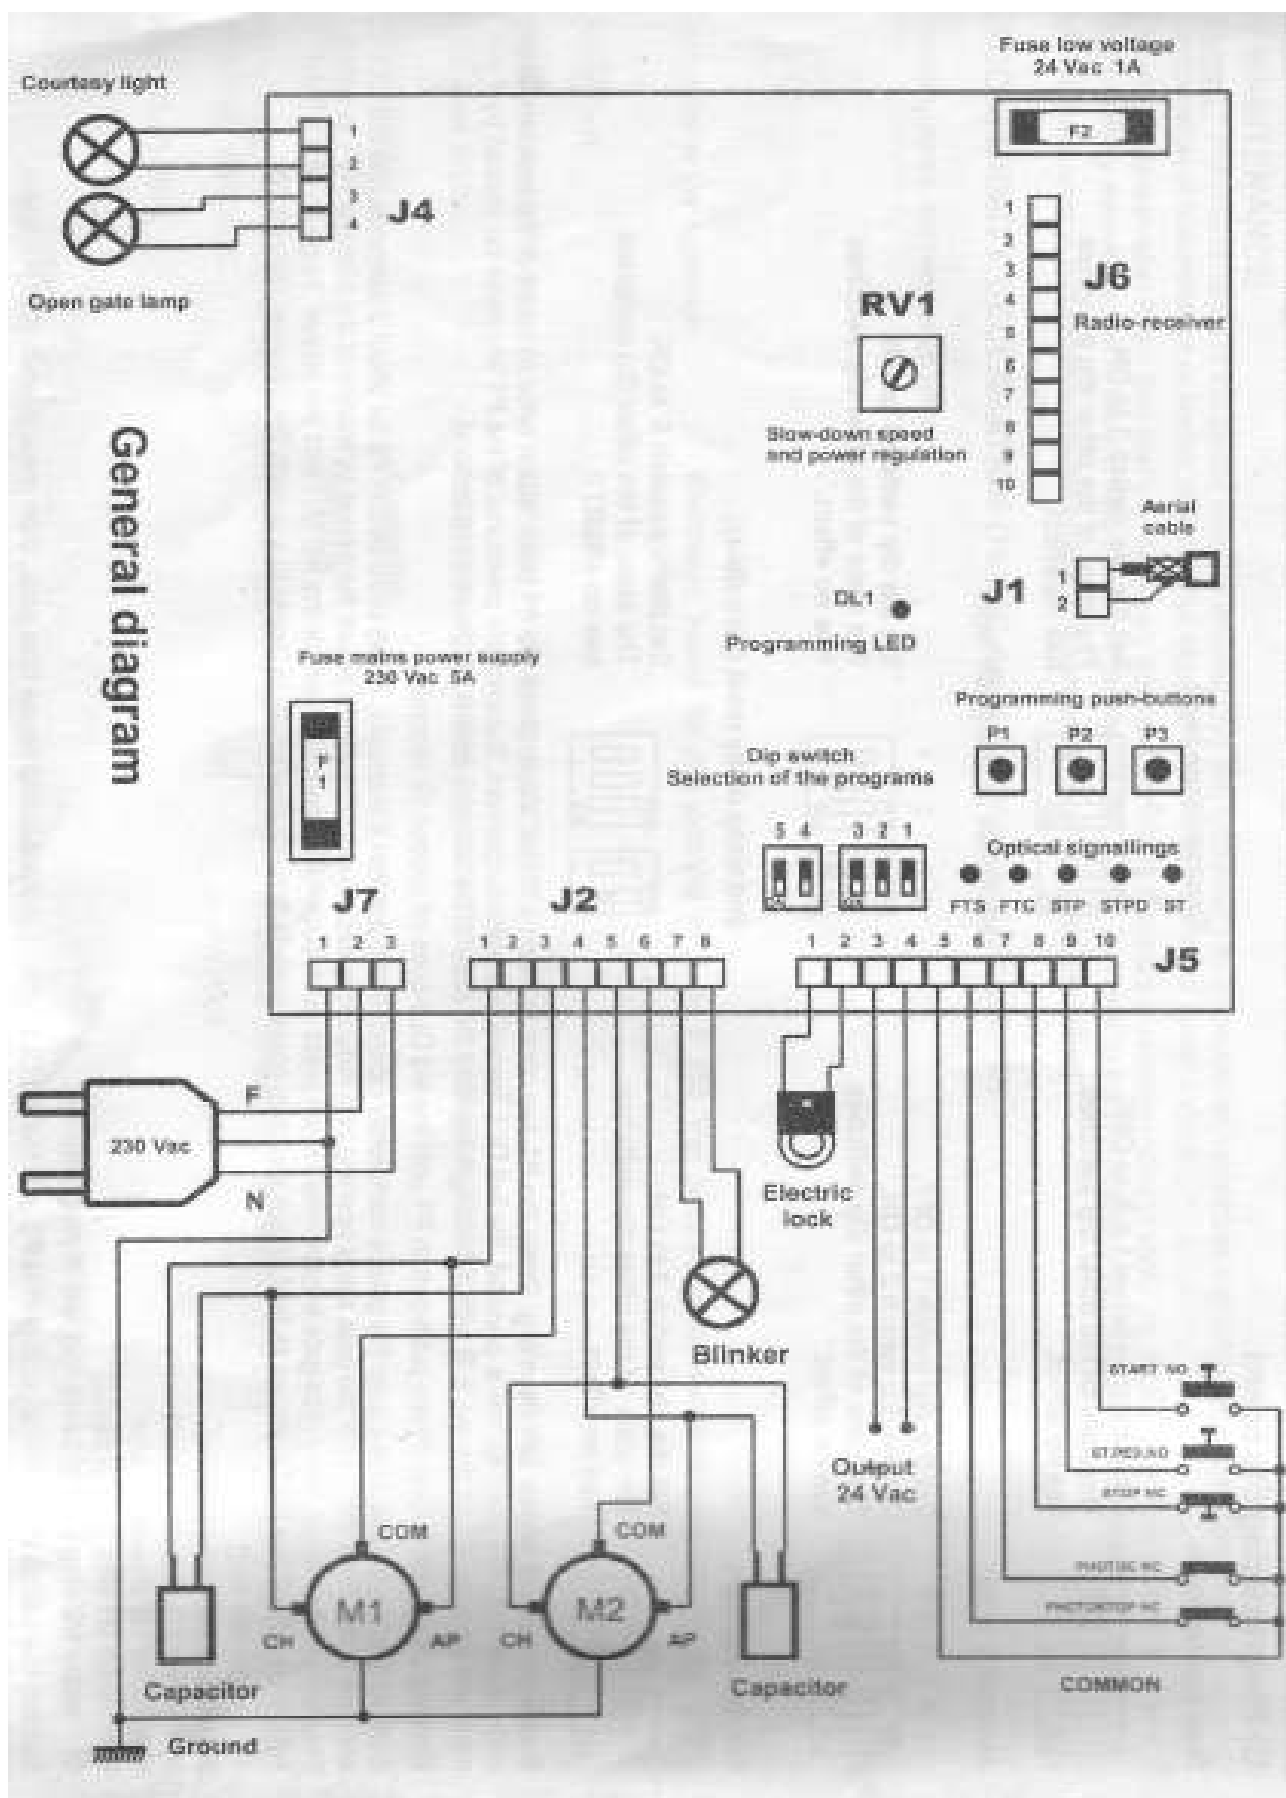 Fuse low voltage
24 Vac 1A
Courtesy light
F2
1
2
3
4
J4
Open gate lamp
1
2
3
4
5
6
7
8
9
10
J6
Radio-receiver
RV1
Slow-down speed
and power regulation
General diagram
Aerial
cable
J1
1
2
DL1
Programming LED
Fuse mains power supply
230 Vac 5A
F
1
Programming push-buttons
P1 P2 P3
Dip switch
Selection of the programs
5 4 3 2 1
Optical signallings
FTS FTC STP STPD ST
J7
J2
J5
1 2 3
1 2 3 4 5 6 7 8
1 2 3 4 5 6 7 8 9 10
F
230 Vac
N
Electric
lock
Blinker
START NO
ST.PED.NO
STOP NC
Output
24 Vac
COM
COM
M1
M2
CH
AP
CH
AP
Capacitor
Capacitor
COMMON
Ground